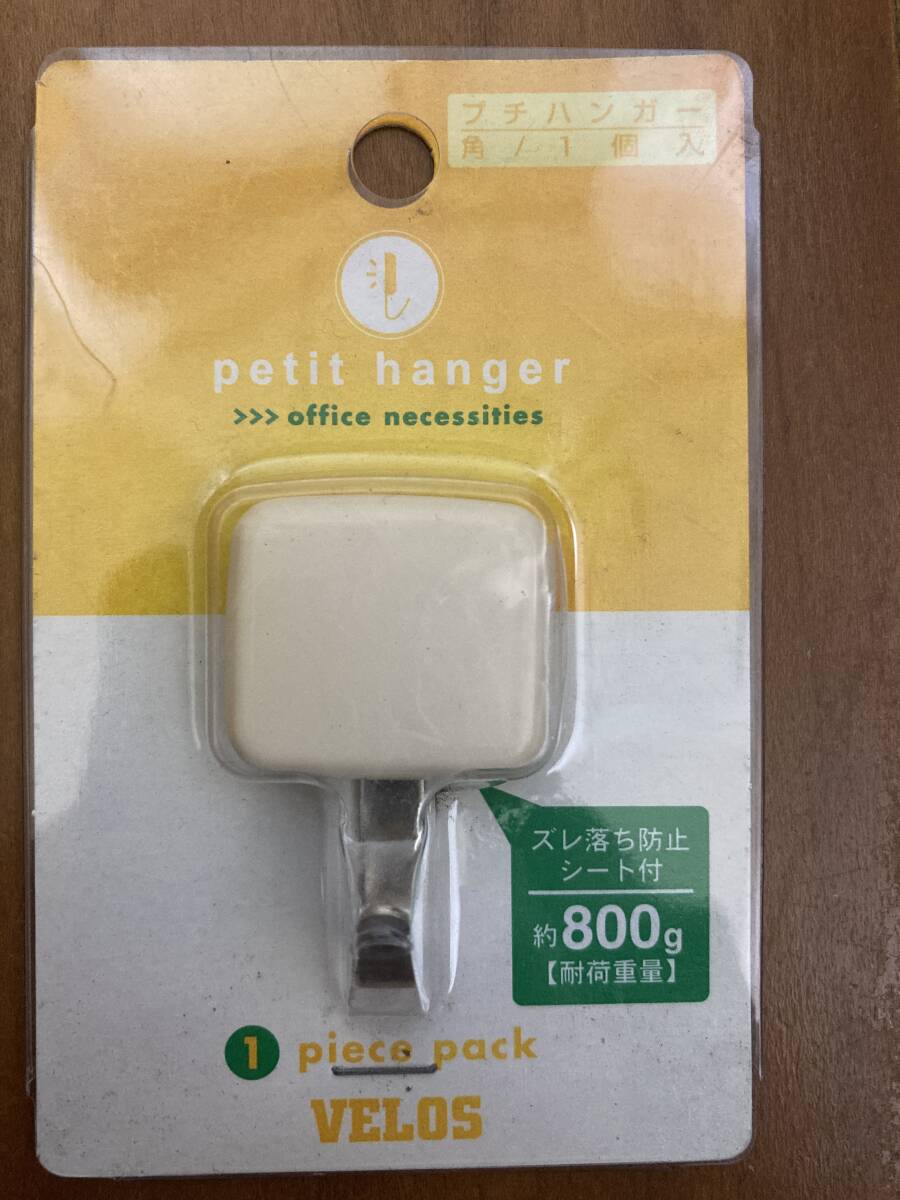 プチハンガー
角/1個入
petit hanger
>>> office necessities
ズレ落ち防止
シート付
約800g
【耐荷重量】
1 piece pack
VELOS